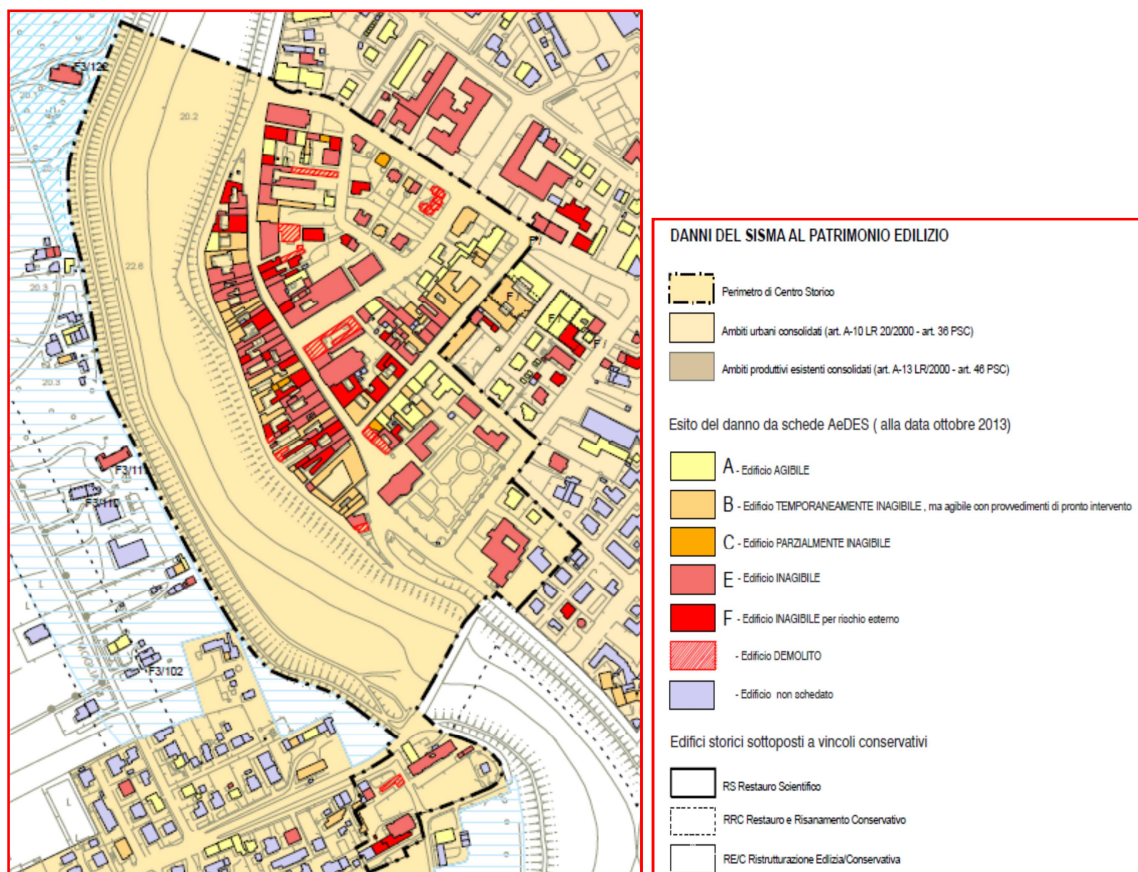 F3/122
20.1
20.2
22.6
20.3
20.3
F /
F /
F /
F /
F3/111
F3/110
F3/102
DANNI DEL SISMA AL PATRIMONIO EDILIZIO
Perimetro di Centro Storico
Ambiti urbani consolidati (art. A-10 LR 20/2000 - art. 36 PSC)
Ambiti produttivi esistenti consolidati (art. A-13 LR/2000 - art. 46 PSC)
Esito del danno da schede AeDES ( alla data ottobre 2013)
A - Edificio AGIBILE
B - Edificio TEMPORANEAMENTE INAGIBILE , ma agibile con provvedimenti di pronto intervento
C - Edificio PARZIALMENTE INAGIBILE
E - Edificio INAGIBILE
F - Edificio INAGIBILE per rischio esterno
- Edificio DEMOLITO
- Edificio non schedato
Edifici storici sottoposti a vincoli conservativi
RS Restauro Scientifico
RRC Restauro e Risanamento Conservativo
RE/C Ristrutturazione Edilizia/Conservativa